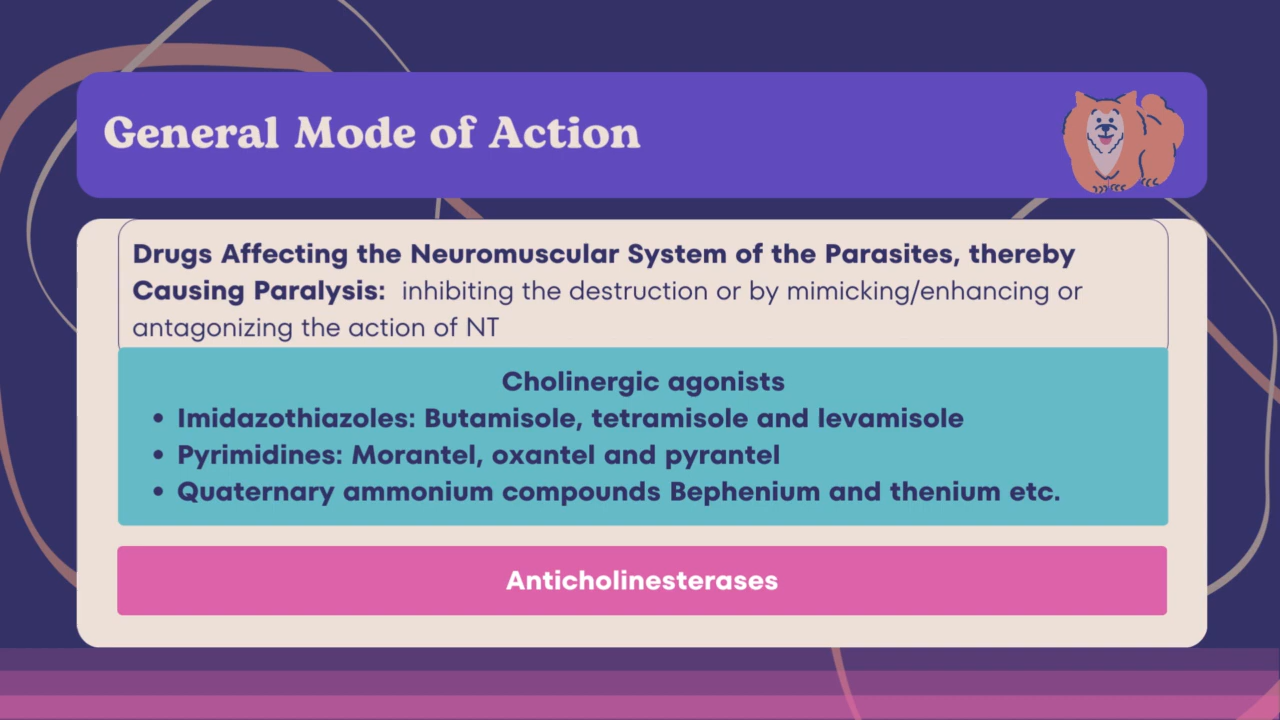 General Mode of Action
Drugs Affecting the Neuromuscular System of the Parasites, thereby
Causing Paralysis: inhibiting the destruction or by mimicking/enhancing or
antagonizing the action of NT
Cholinergic agonists
• Imidazothiazoles: Butamisole, tetramisole and levamisole
• Pyrimidines: Morantel, oxantel and pyrantel
• Quaternary ammonium compounds Bephenium and thenium etc.
Anticholinesterases